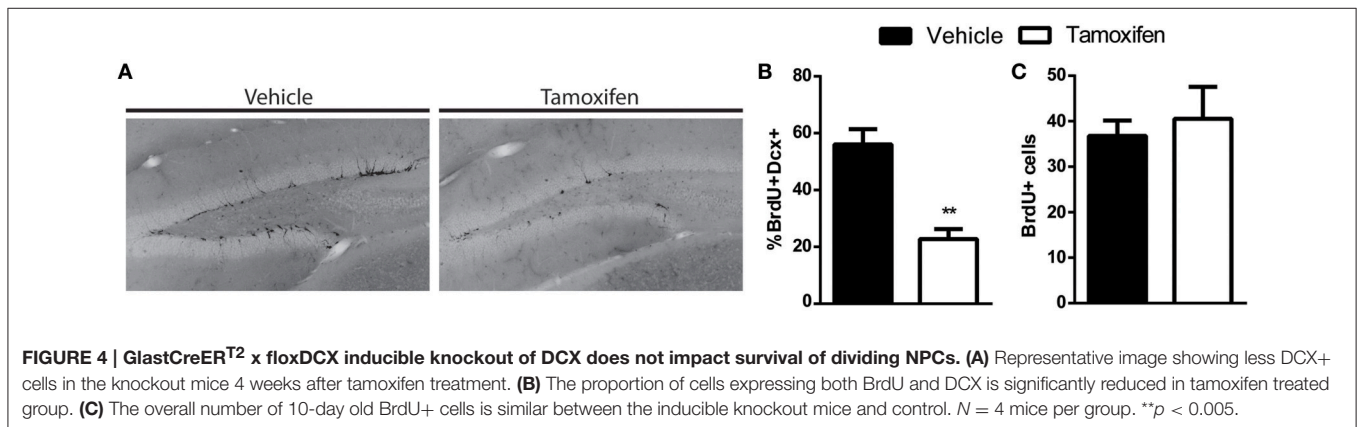 Vehicle Tamoxifen
A
Vehicle
Tamoxifen
B
%BrdU+Dcx+
80
60
40
20
0
**
C
BrdU+ cells
50
40
30
20
10
0
FIGURE 4 | GlastCreERT2 x floxDCX inducible knockout of DCX does not impact survival of dividing NPCs. (A) Representative image showing less DCX+
cells in the knockout mice 4 weeks after tamoxifen treatment. (B) The proportion of cells expressing both BrdU and DCX is significantly reduced in tamoxifen treated
group. (C) The overall number of 10-day old BrdU+ cells is similar between the inducible knockout mice and control. N = 4 mice per group. **p < 0.005.